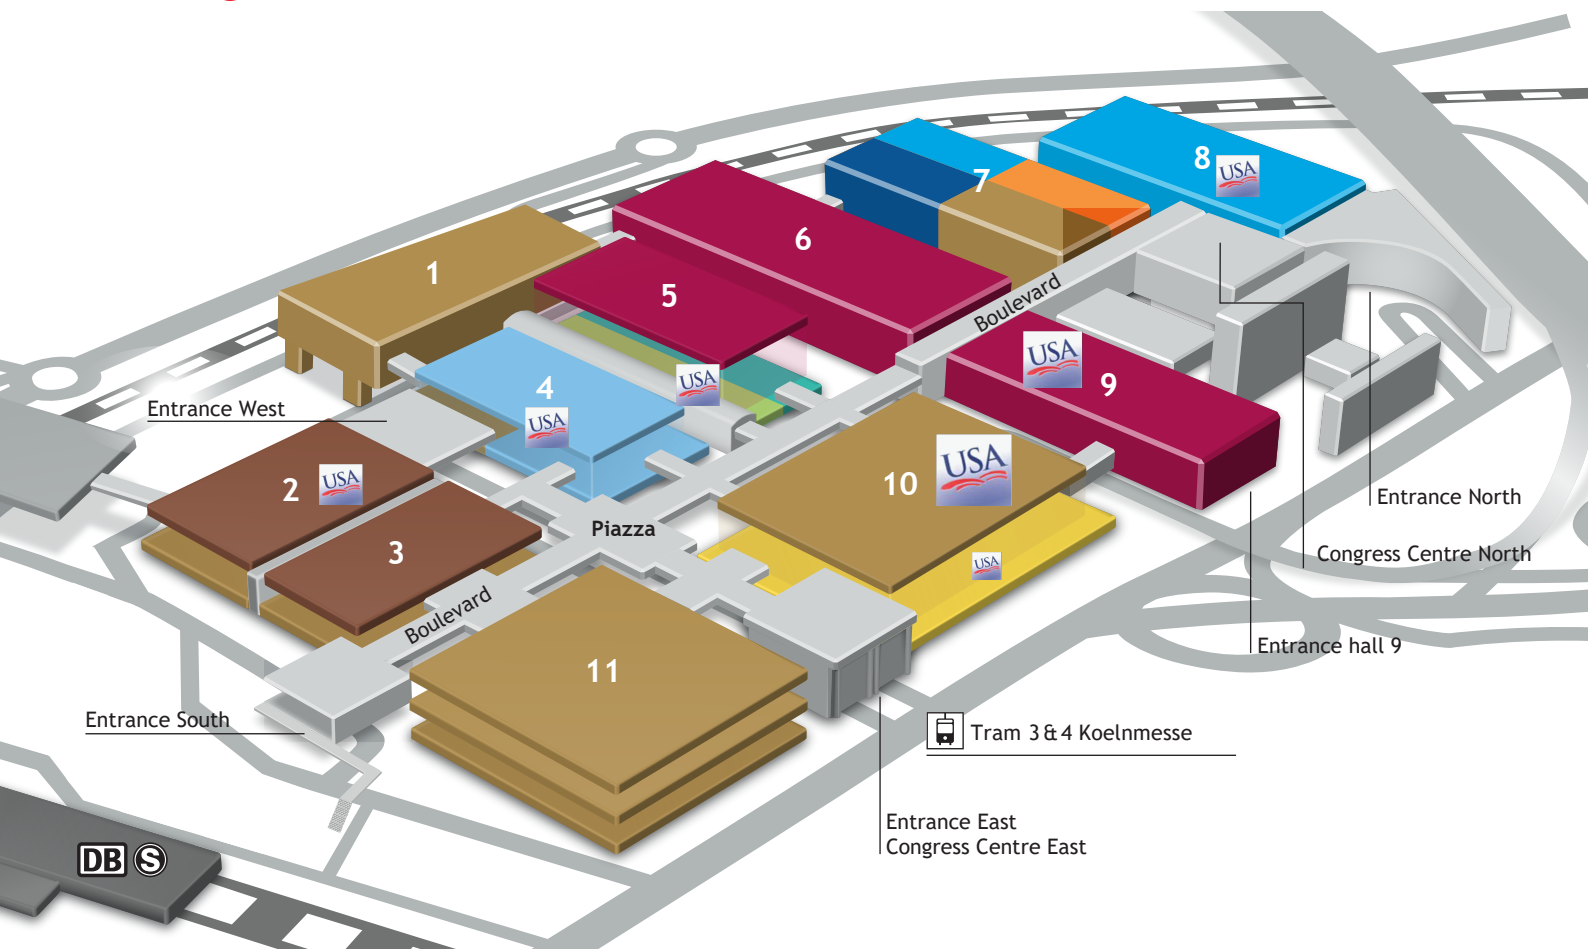 8
USA
7
6
1
5
Boulevard
USA
9
4
USA
USA
Entrance West
USA
10
2
USA
Entrance North
Piazza
3
Congress Centre North
USA
Boulevard
Entrance hall 9
11
Entrance South
Tram 3 & 4 Koelnmesse
Entrance East
Congress Centre East
DB S